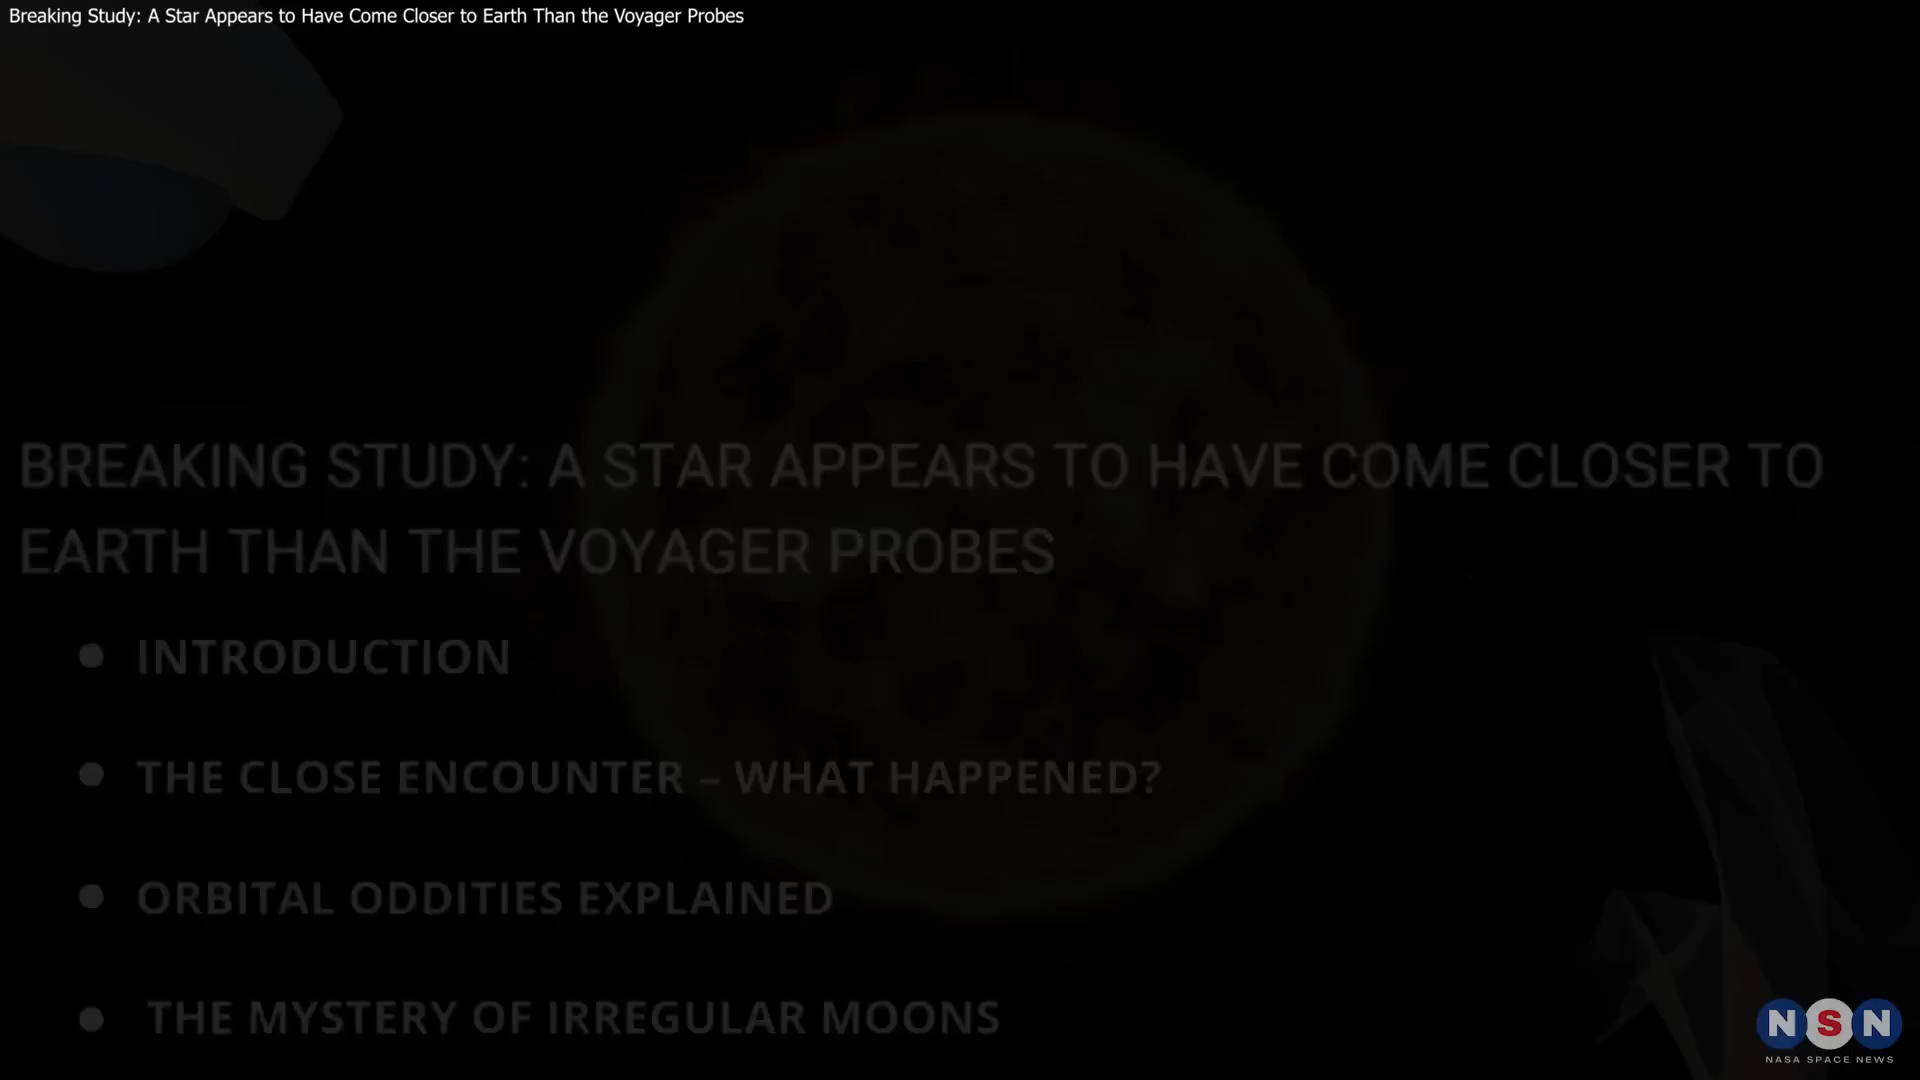 Breaking Study: A Star Appears to Have Come Closer to Earth Than the Voyager Probes
BREAKING STUDY: A STAR APPEARS TO HAVE COME CLOSER TO
EARTH THAN THE VOYAGER PROBES
INTRODUCTION
THE CLOSE ENCOUNTER – WHAT HAPPENED?
ORBITAL ODDITIES EXPLAINED
THE MYSTERY OF IRREGULAR MOONS
NSN
NASA SPACE NEWS